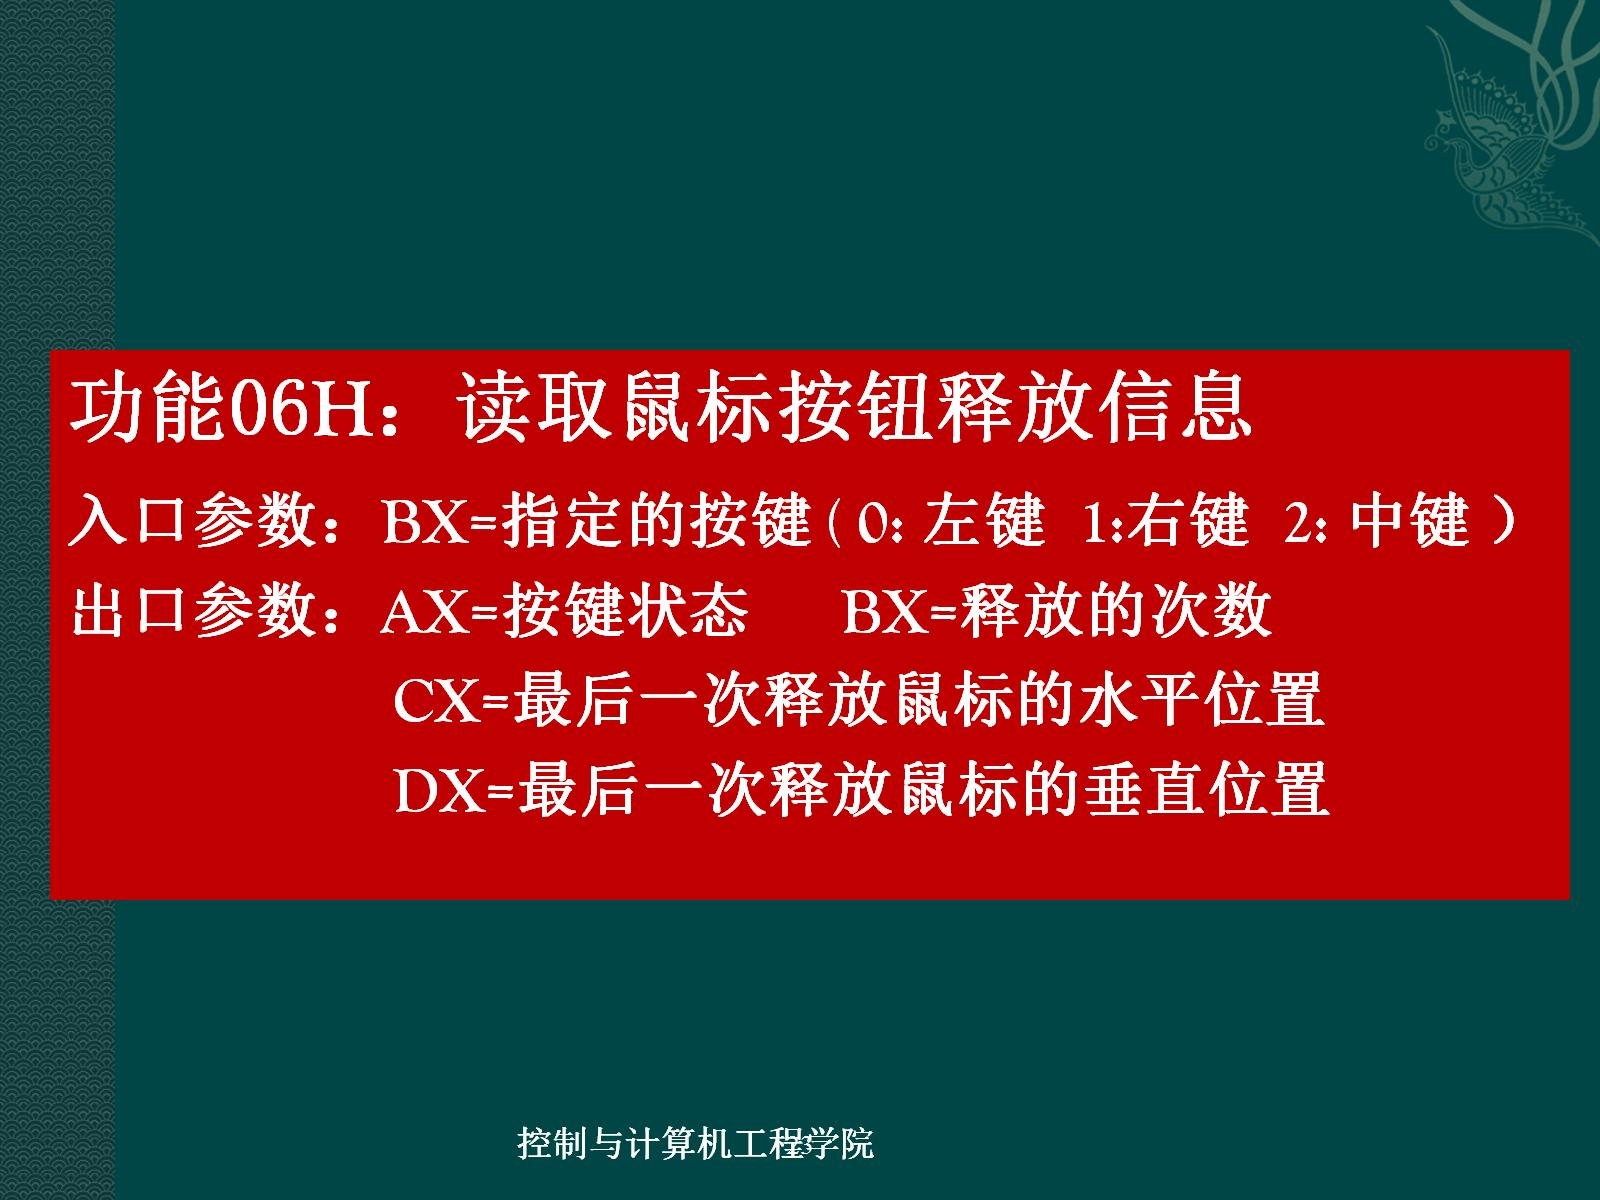 功能06H：读取鼠标按钮释放信息
入口参数：BX=指定的按键（0：左键 1:右键 2：中键 ）
出口参数：AX=按键状态 BX=释放的次数
CX=最后一次释放鼠标的水平位置
DX=最后一次释放鼠标的垂直位置
控制与计算机工程学院